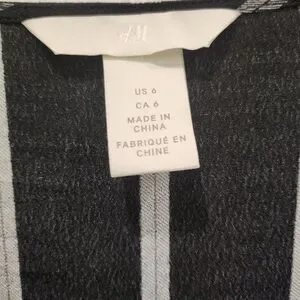 H&M
US 6
CA 6
MADE IN
CHINA
FABRIQUÉ EN
CHINE